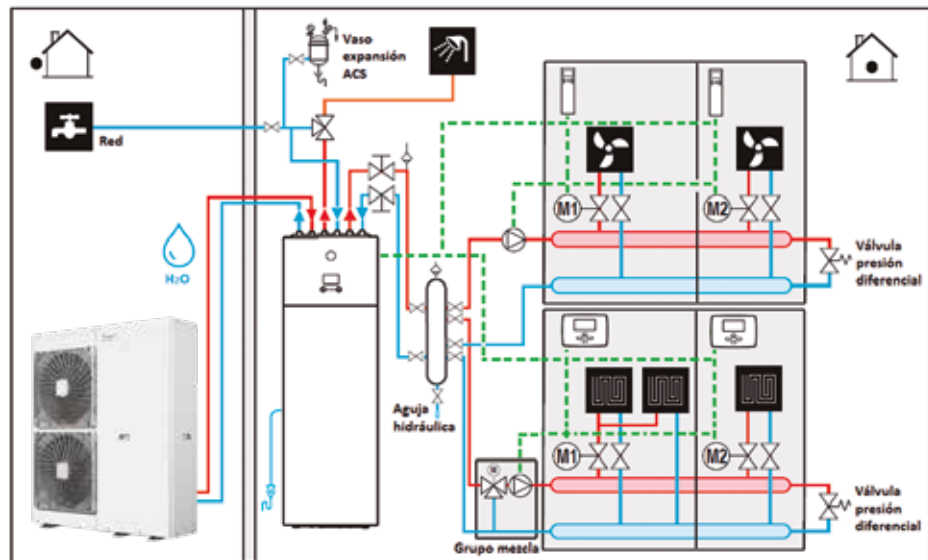 Vaso
expansión
ACS
Red
H₂O
M1
M2
Válvula
presión
diferencial
Aguja
hidráulica
M1
M2
Válvula
presión
diferencial
Grupo mezcla